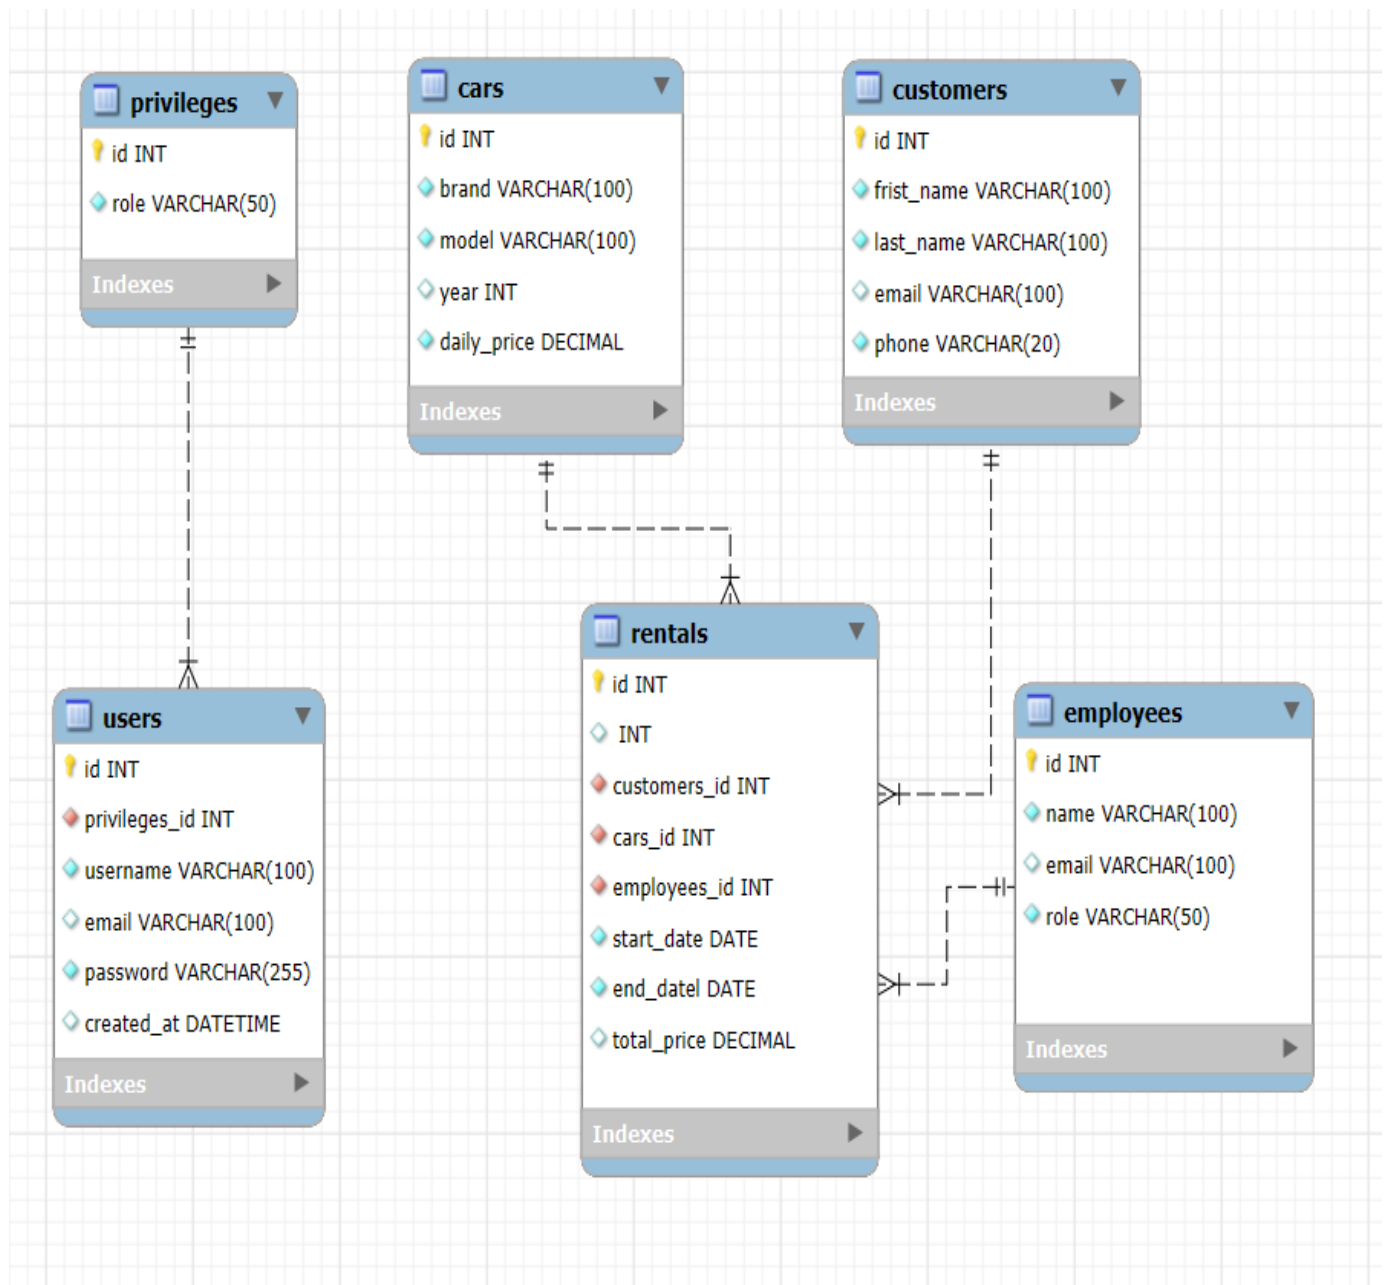 privileges
id INT
role VARCHAR(50)
Indexes
cars
id INT
brand VARCHAR(100)
model VARCHAR(100)
year INT
daily_price DECIMAL
Indexes
customers
id INT
frist_name VARCHAR(100)
last_name VARCHAR(100)
email VARCHAR(100)
phone VARCHAR(20)
Indexes
users
id INT
privileges_id INT
username VARCHAR(100)
email VARCHAR(100)
password VARCHAR(255)
created_at DATETIME
Indexes
rentals
id INT
INT
customers_id INT
cars_id INT
employees_id INT
start_date DATE
end_datel DATE
total_price DECIMAL
Indexes
employees
id INT
name VARCHAR(100)
email VARCHAR(100)
role VARCHAR(50)
Indexes